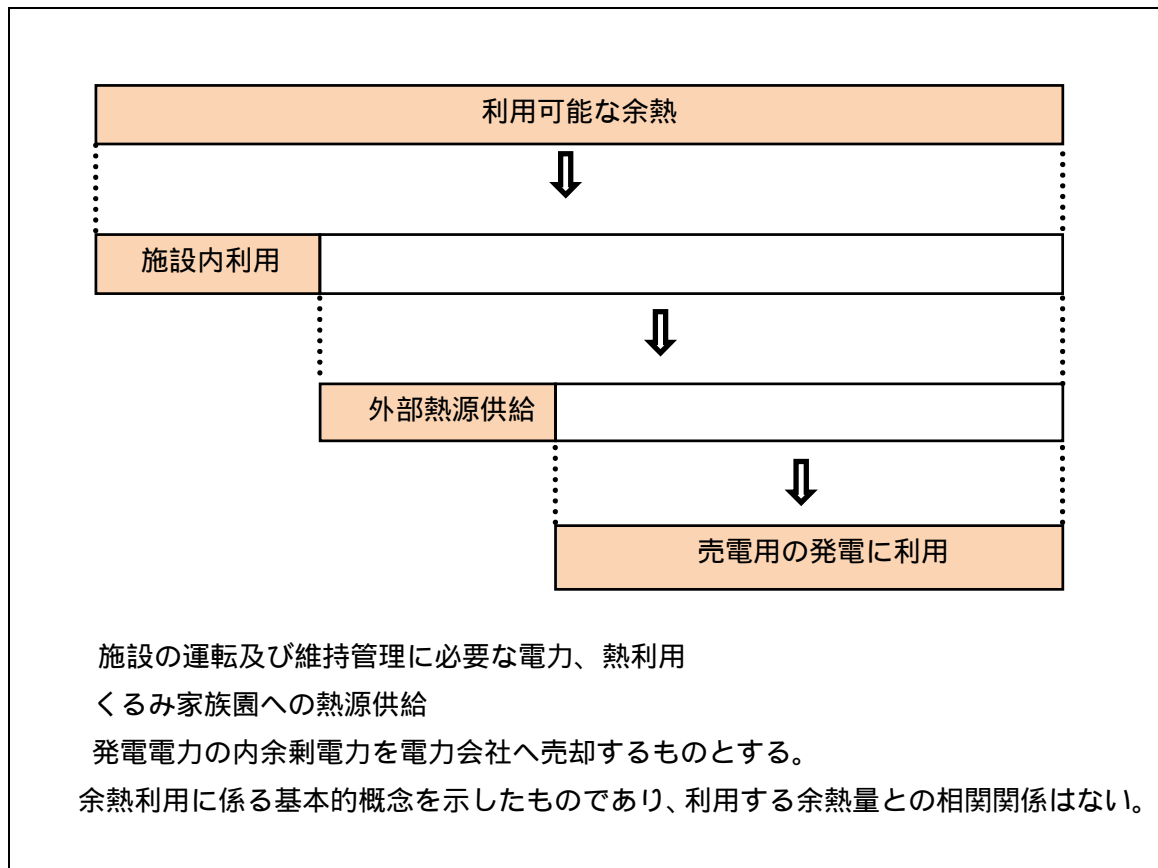 利用可能な余熱
施設内利用
外部熱源供給
売電用の発電に利用
施設の運転及び維持管理に必要な電力、熱利用
くるみ家族園への熱源供給
発電電力の内余剰電力を電力会社へ売却するものとする。
余熱利用に係る基本的概念を示したものであり、利用する余熱量との相関関係はない。